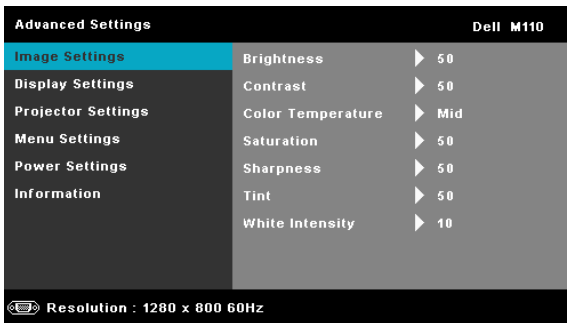 Advanced Settings Dell M110
Image Settings
Display Settings
Projector Settings
Menu Settings
Power Settings
Information
Brightness 50
Contrast 50
Color Temperature Mid
Saturation 50
Sharpness 50
Tint 50
White Intensity 10
Resolution : 1280 x 800 60Hz